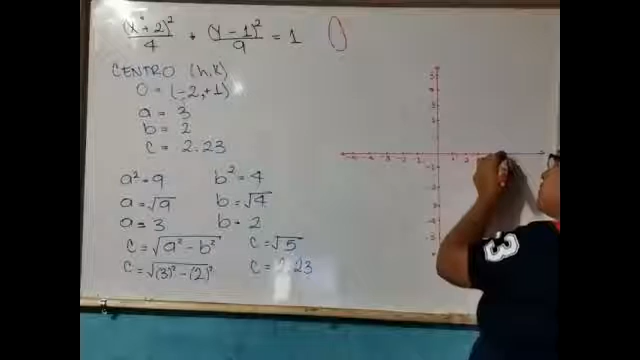 (x + 2)²/4 + (y - 1)²/9 = 1
CENTRO (h,k)
O = (-2,+1)
a = 3
b = 2
c = 2.23
a² = 9 b² = 4
a = √9 b = √4
a = 3 b = 2
c = √a² - b² c = √5
c = √(3)² - (2)² c = 2.23